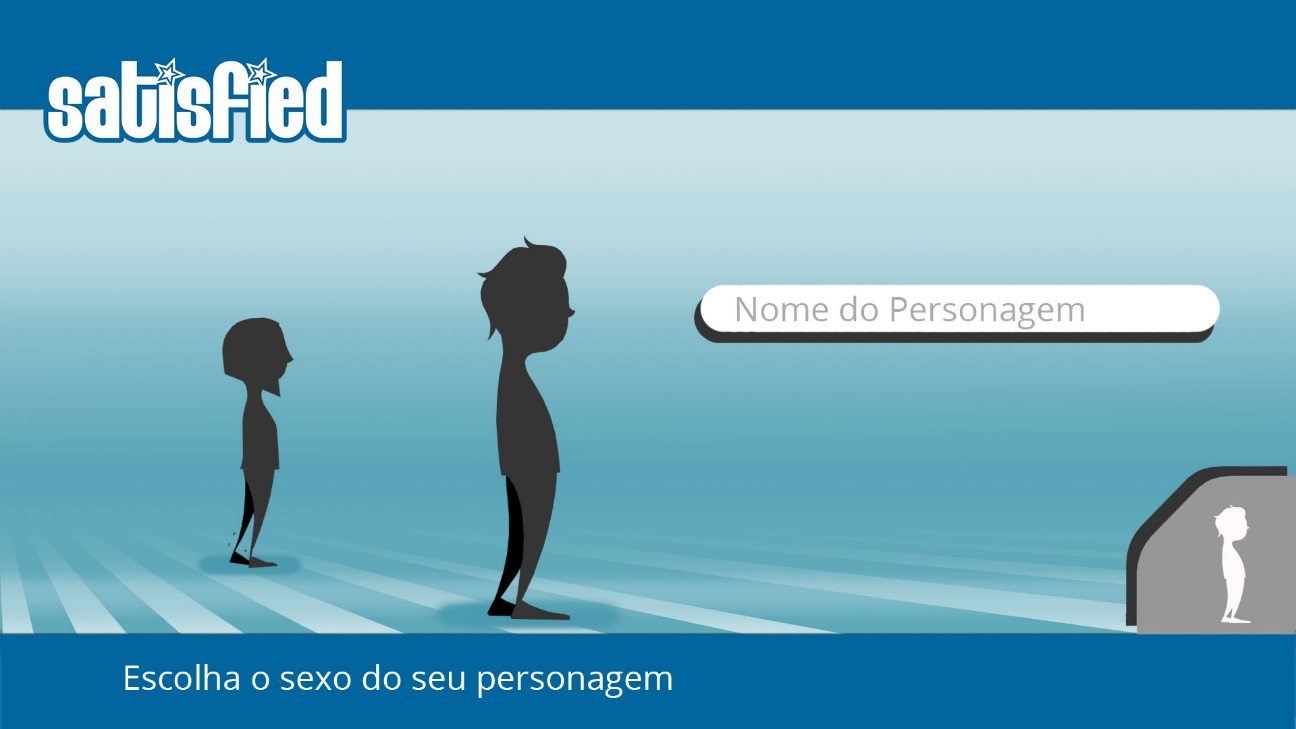 satisfied
Nome do Personagem
Escolha o sexo do seu personagem